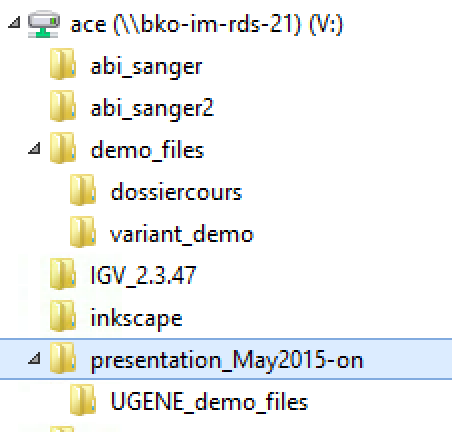 ace (\\bko-im-rds-21) (V:)
abi_sanger
abi_sanger2
demo_files
dossiercours
variant_demo
IGV_2.3.47
inkscape
presentation_May2015-on
UGENE_demo_files